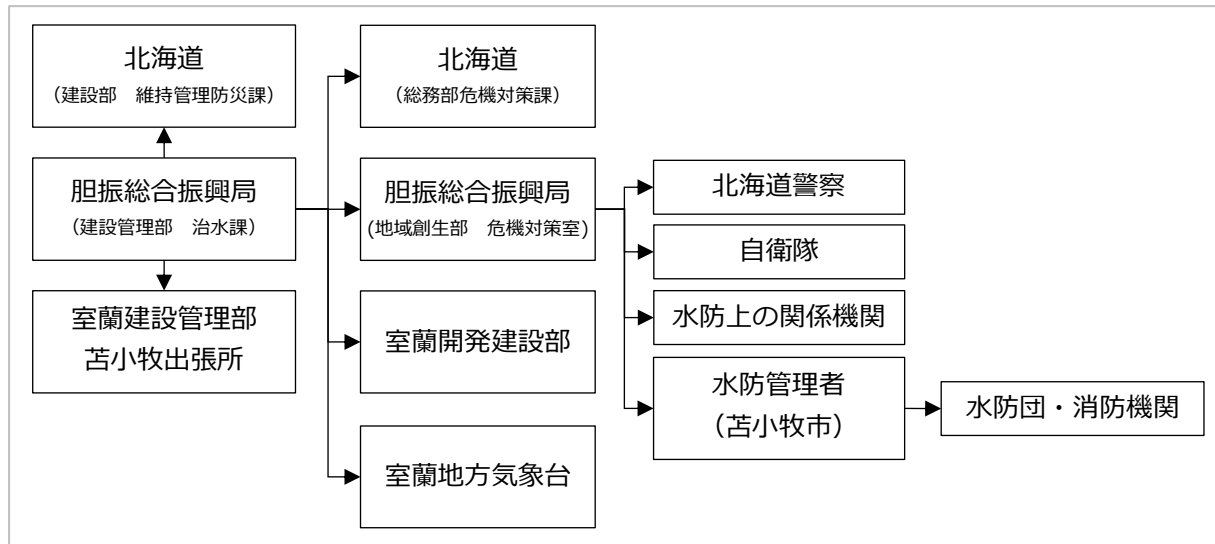 北海道
（建設部　維持管理防災課）
胆振総合振興局
（建設管理部　治水課）
室蘭建設管理部
苫小牧出張所
北海道
（総務部危機対策課）
胆振総合振興局
(地域創生部　危機対策室)
室蘭開発建設部
室蘭地方気象台
北海道警察
自衛隊
水防上の関係機関
水防管理者
（苫小牧市）
水防団・消防機関